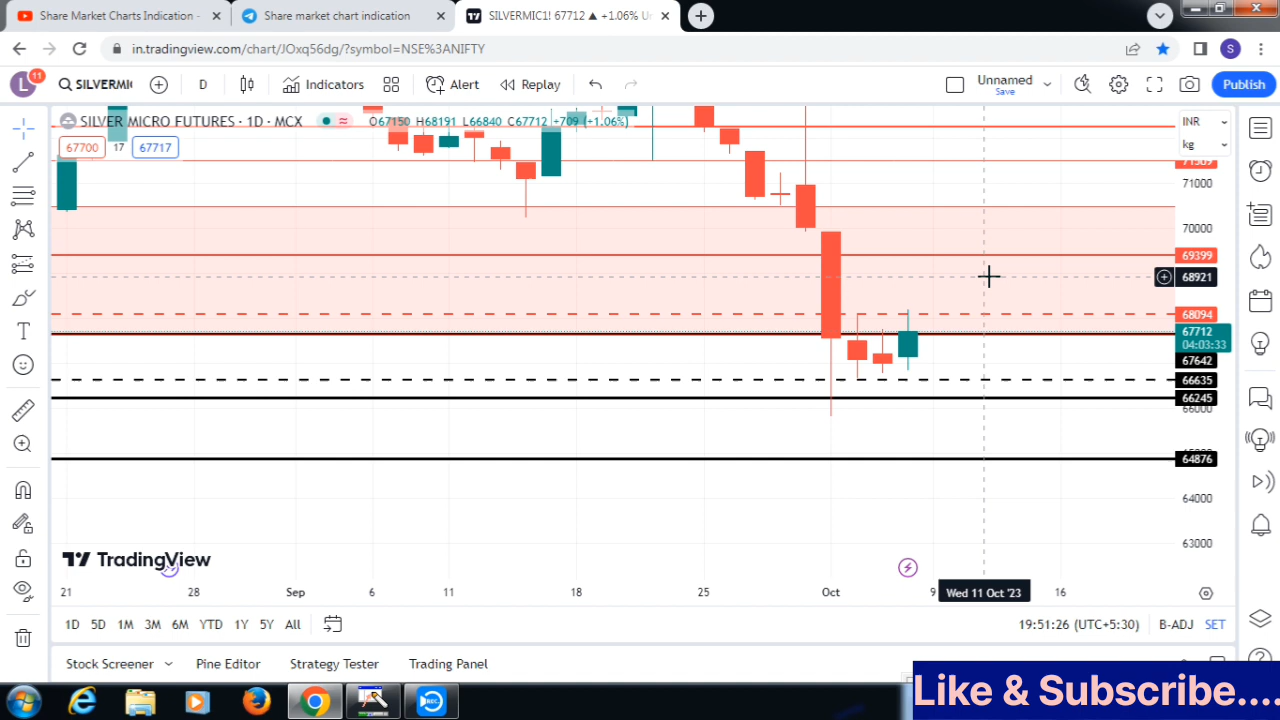 Share Market Charts Indication -
Share market chart indication
SILVERMIC1! 67712 ▲ +1.06% Un
in.tradingview.com/chart/JOxq56dg/?symbol=NSE%3ANIFTY
S
L 11
SILVERMI
D
Indicators
Alert
Replay
Unnamed
Save
Publish
SILVER MICRO FUTURES · 1D · MCX
O67150 H68191 L66840 C67712 +709 (+1.06%)
INR
kg
67700 17 67717
71509
71000
70000
69399
68921
68094
67712
04:03:33
67642
66635
66245
66000
64876
64000
63000
TradingView
21 28 Sep 6 11 18 25 Oct 9 Wed 11 Oct '23 16
1D 5D 1M 3M 6M YTD 1Y 5Y All
19:51:26 (UTC+5:30) B-ADJ SET
Stock Screener Pine Editor Strategy Tester Trading Panel
REC
Like & Subscribe....